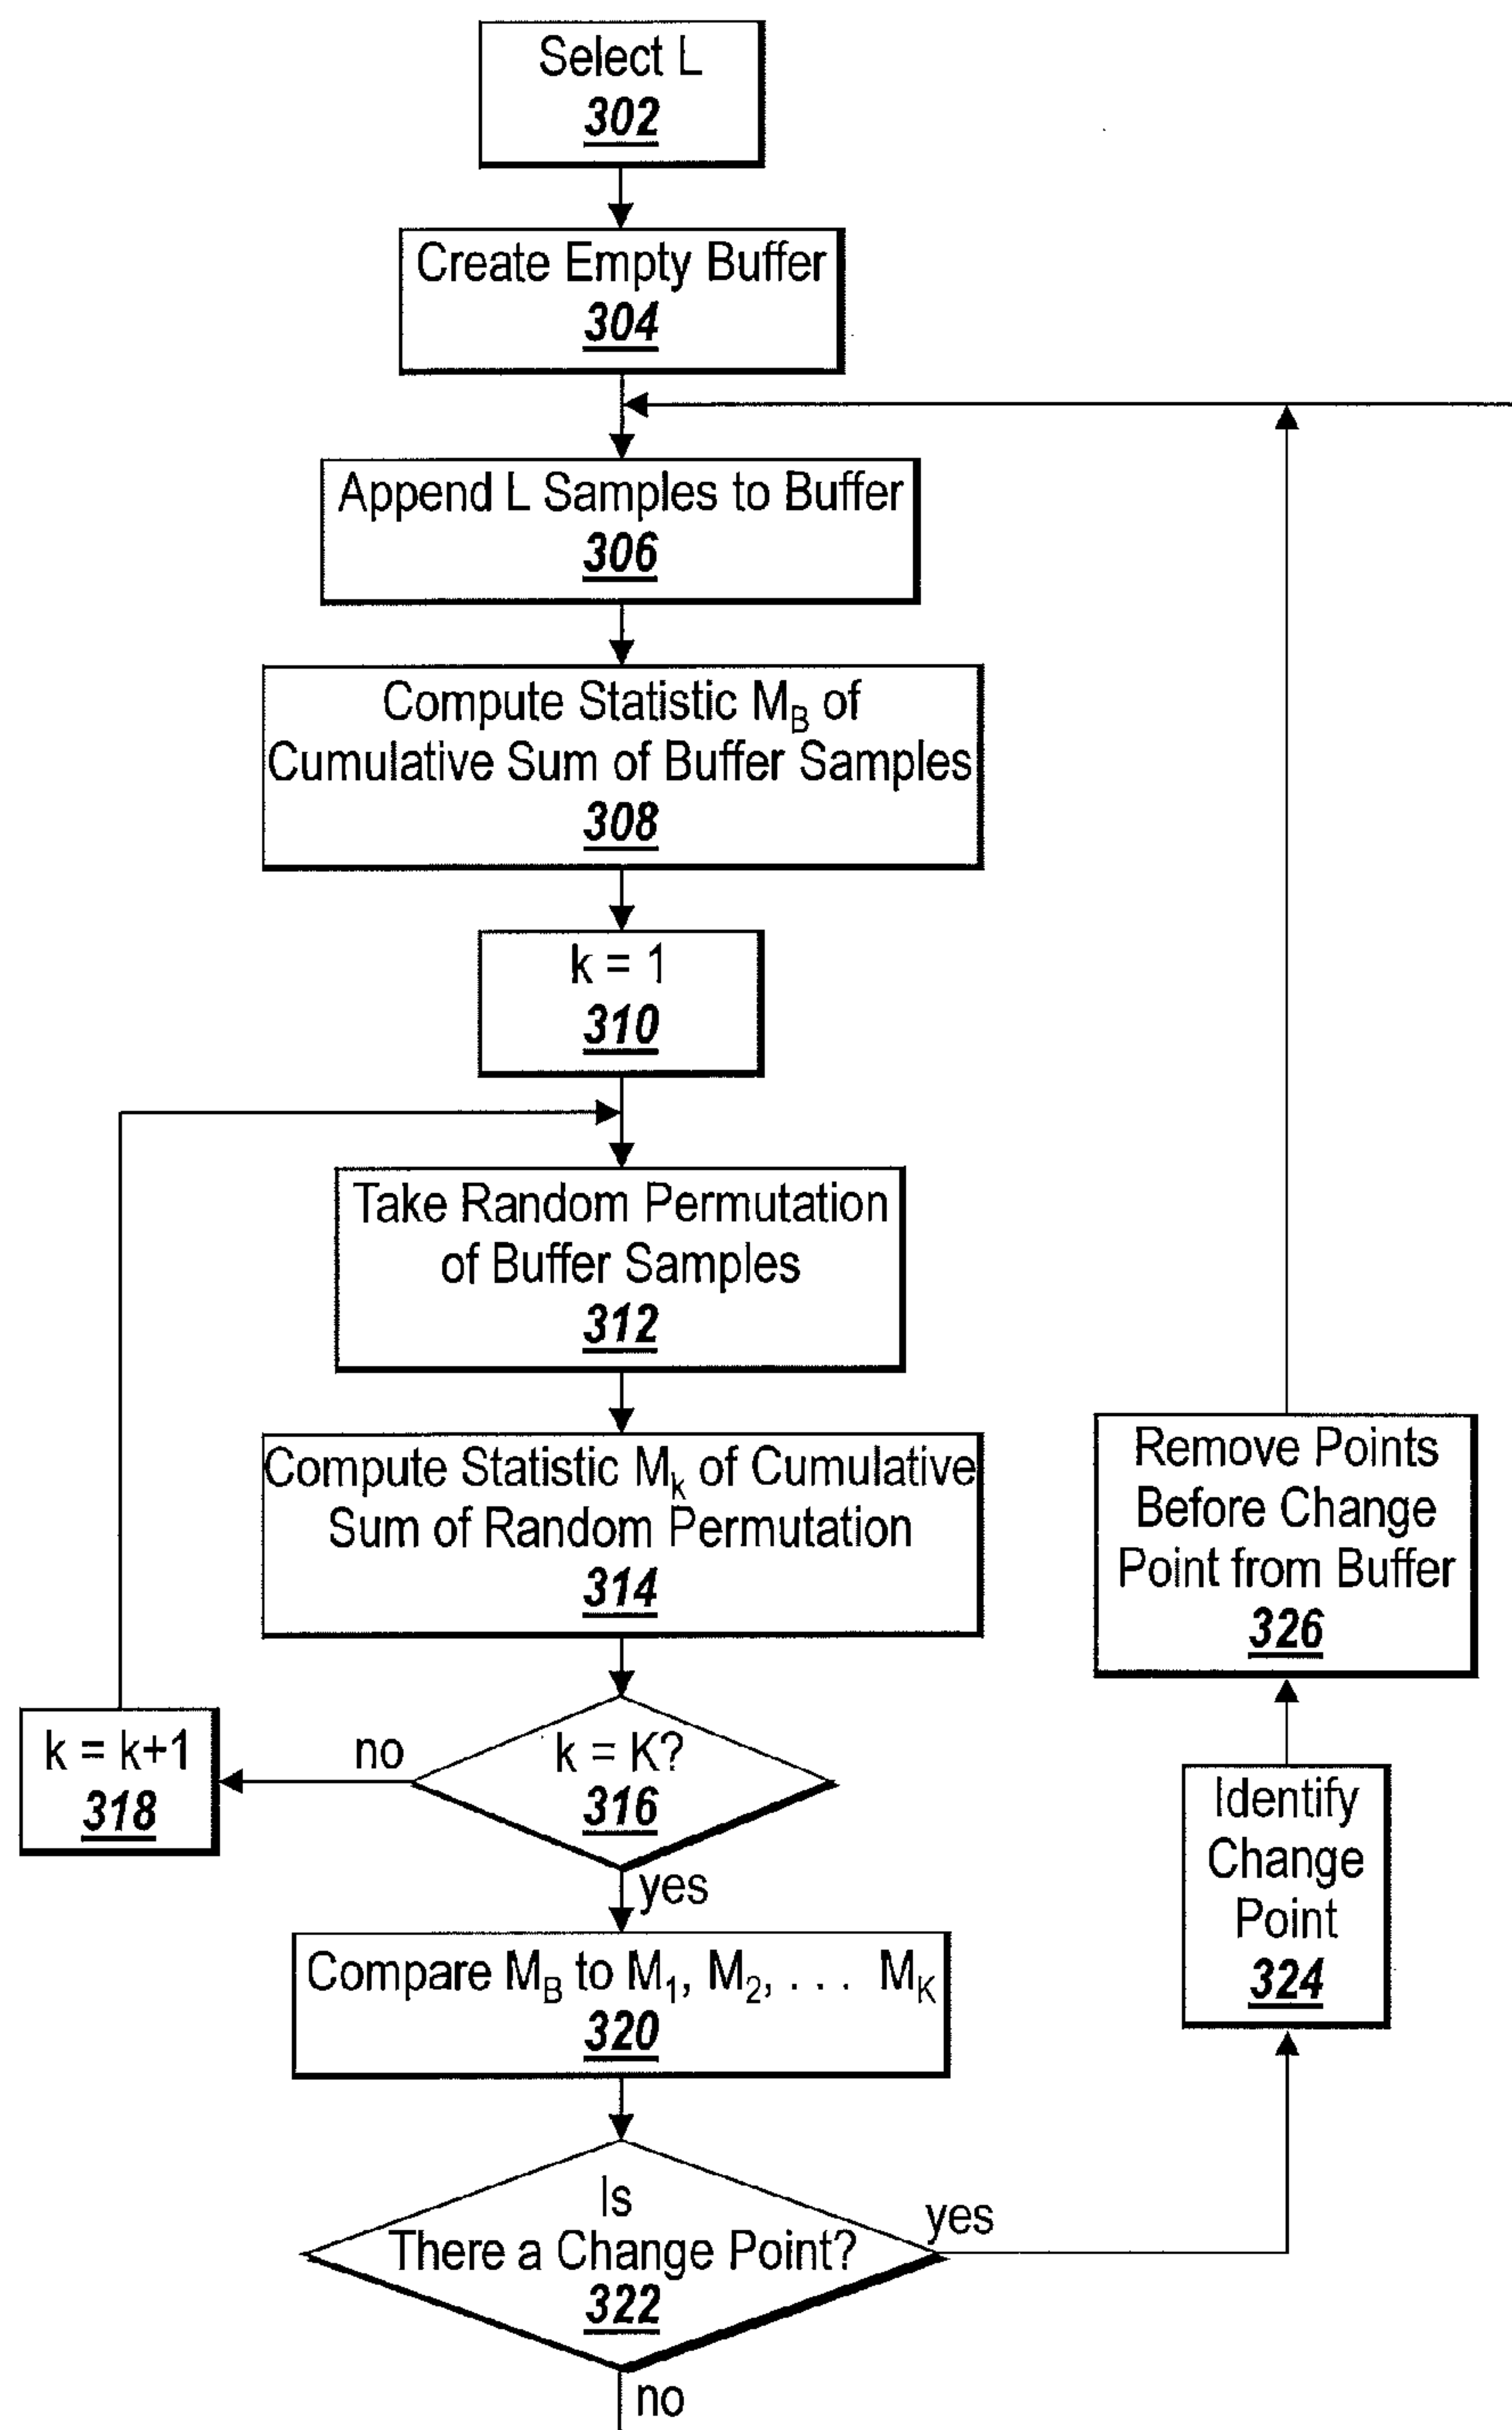 Select L
302
Create Empty Buffer
304
Append L Samples to Buffer
306
Compute Statistic M_B of
Cumulative Sum of Buffer Samples
308
k = 1
310
Take Random Permutation
of Buffer Samples
312
Compute Statistic M_k of Cumulative
Sum of Random Permutation
314
k = K?
316
no
k = k+1
318
yes
Compare M_B to M_1, M_2, . . . M_K
320
Is
There a Change Point?
322
yes
no
Identify
Change
Point
324
Remove Points
Before Change
Point from Buffer
326